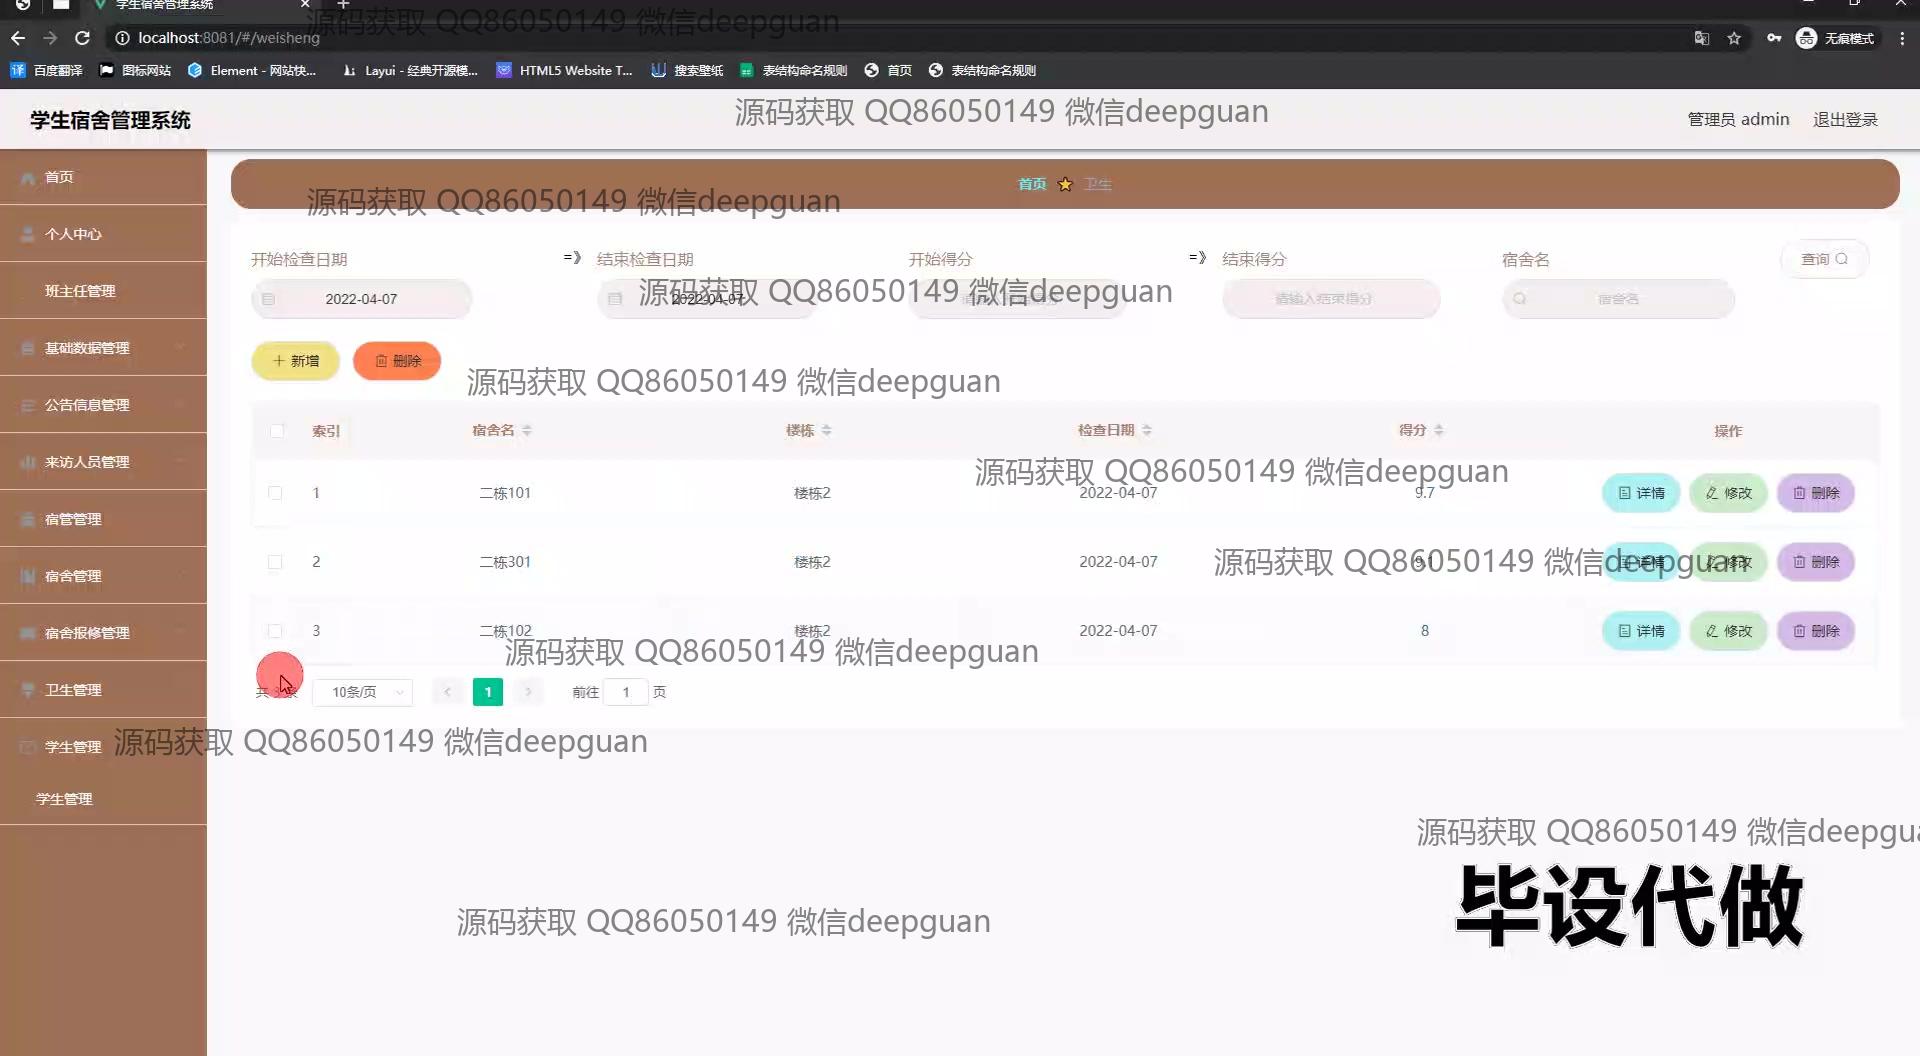 学生宿舍管理系统
localhost:8081/#/weisheng
无痕模式
百度翻译 图标网站 Element - 网站快... Layui - 经典开源模... HTML5 Website T... 搜索壁纸 表结构命名规则 首页 表结构命名规则
源码获取 QQ86050149 微信deepguan
学生宿舍管理系统
源码获取 QQ86050149 微信deepguan
管理员 admin 退出登录
首页
个人中心
班主任管理
基础数据管理
公告信息管理
来访人员管理
宿管管理
宿舍管理
宿舍报修管理
卫生管理
学生管理
学生管理
首页 卫生
源码获取 QQ86050149 微信deepguan
开始检查日期 =》 结束检查日期 开始得分 =》 结束得分 宿舍名 查询
2022-04-07 2022-04-07 请输入结束得分 宿舍名
源码获取 QQ86050149 微信deepguan
新增 删除
源码获取 QQ86050149 微信deepguan
索引 宿舍名 楼栋 检查日期 得分 操作
源码获取 QQ86050149 微信deepguan
1 二栋101 楼栋2 2022-04-07 9.7 详情 修改 删除
2 二栋301 楼栋2 2022-04-07 9.1 详情 修改 删除
源码获取 QQ86050149 微信deepguan
3 二栋102 楼栋2 2022-04-07 8 详情 修改 删除
源码获取 QQ86050149 微信deepguan
共 3 条 10条/页 1 前往 1 页
源码获取 QQ86050149 微信deepguan
源码获取 QQ86050149 微信deepgua
毕设代做
源码获取 QQ86050149 微信deepguan